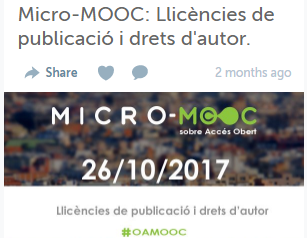 Micro-MOOC: Llicències de
publicació i drets d'autor.
Share
2 months ago
MICRO-MOOC
sobre Accés Obert
26/10/2017
Llicències de publicació i drets d'autor
#OAMOOC